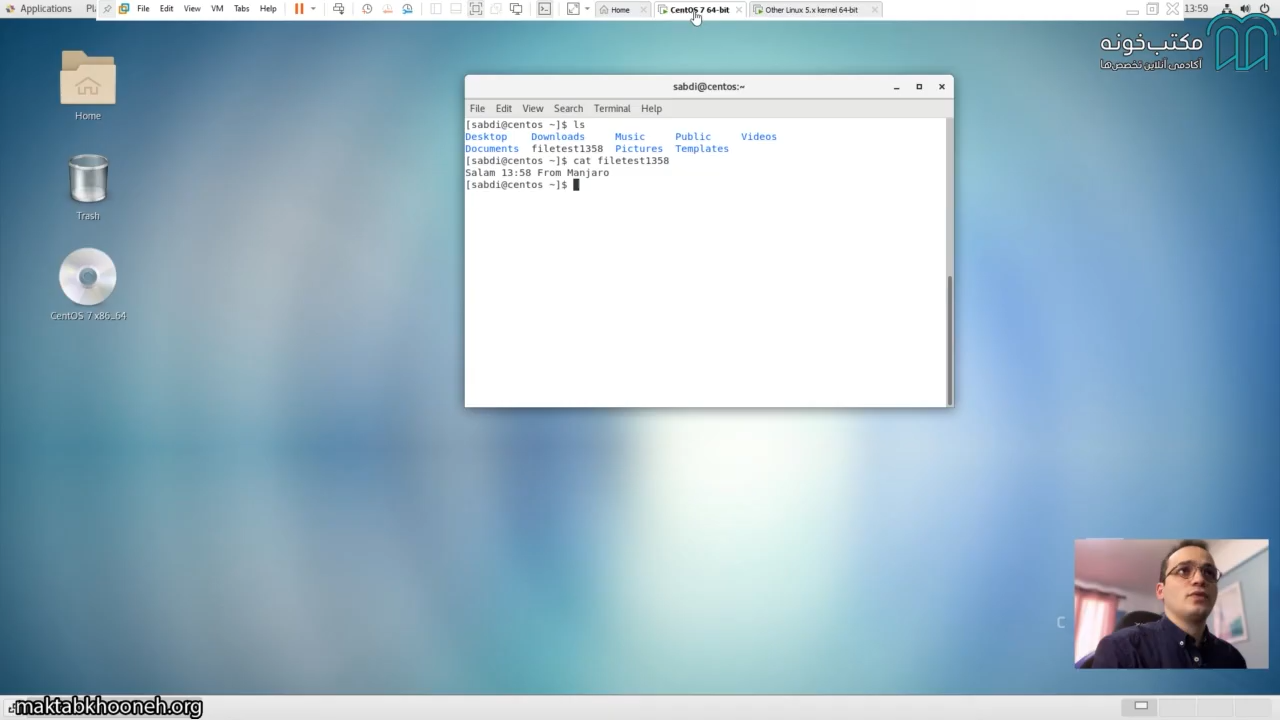 Applications Pla File Edit View VM Tabs Help Home CentOS 7 64-bit Other Linux 5.x kernel 64-bit 13:59
مکتب‌خونه
آکادمی آنلاین تخصص‌ها
Home
Trash
CentOS 7 x86_64
sabdi@centos:~
File Edit View Search Terminal Help
[sabdi@centos ~]$ ls
Desktop Downloads Music Public Videos
Documents filetest1358 Pictures Templates
[sabdi@centos ~]$ cat filetest1358
Salam 13:58 From Manjaro
[sabdi@centos ~]$
maktabkhooneh.org